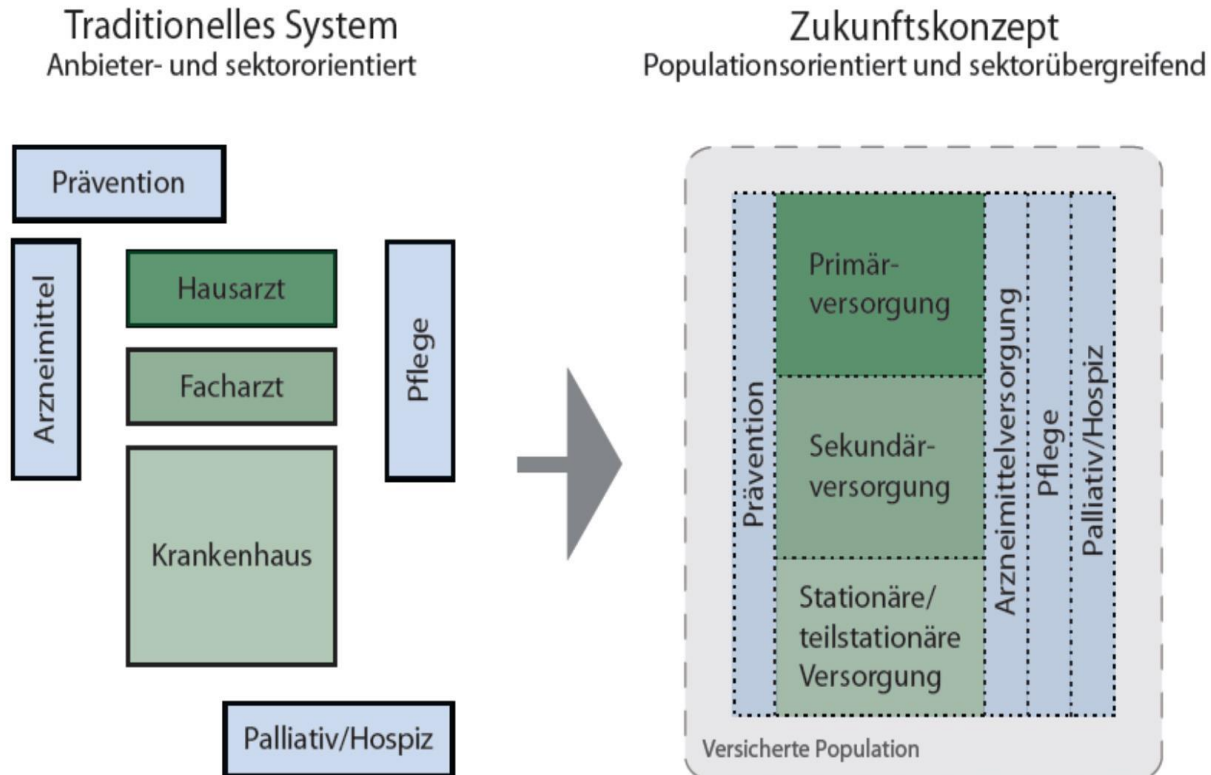 Traditionelles System
Anbieter- und sektororientiert
Prävention
Arzneimittel
Hausarzt
Facharzt
Krankenhaus
Pflege
Palliativ/Hospiz
Zukunftskonzept
Populationsorientiert und sektorübergreifend
Prävention
Primär-
versorgung
Sekundär-
versorgung
Stationäre/
teilstationäre
Versorgung
Arzneimittelversorgung
Pflege
Palliativ/Hospiz
Versicherte Population